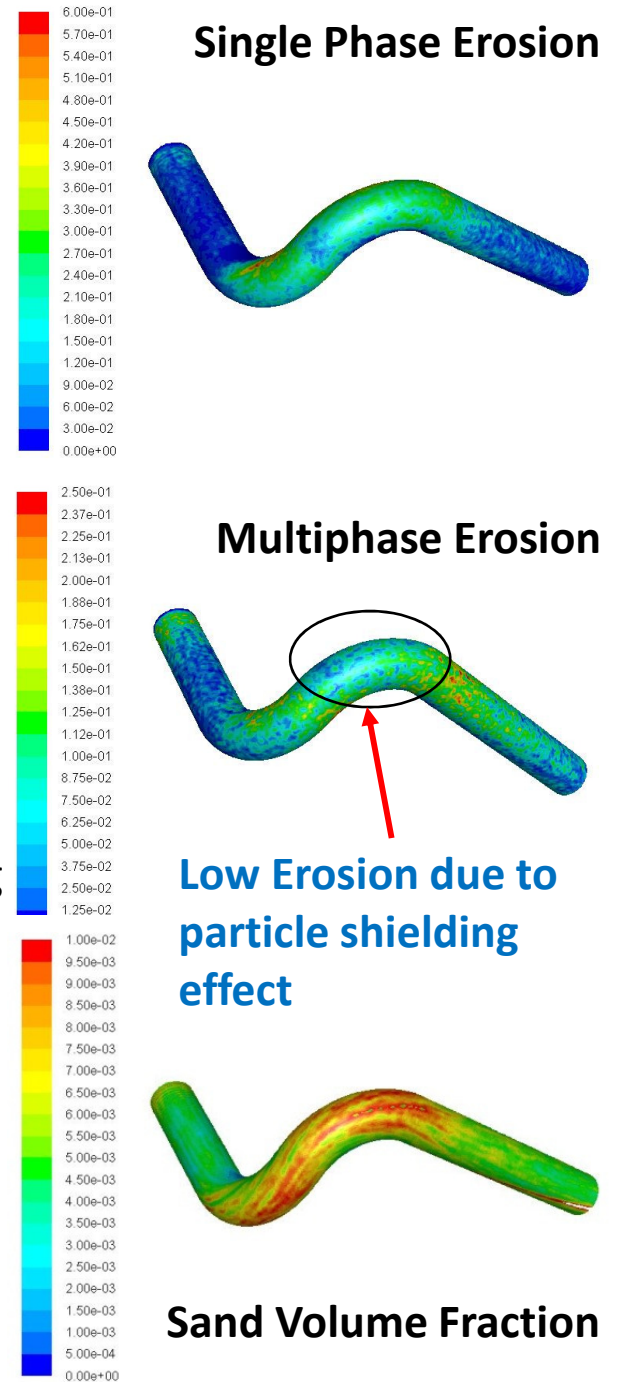 Single Phase Erosion
6.00e-01
5.70e-01
5.40e-01
5.10e-01
4.80e-01
4.50e-01
4.20e-01
3.90e-01
3.60e-01
3.30e-01
3.00e-01
2.70e-01
2.40e-01
2.10e-01
1.80e-01
1.50e-01
1.20e-01
9.00e-02
6.00e-02
3.00e-02
0.00e+00
Multiphase Erosion
2.50e-01
2.37e-01
2.25e-01
2.13e-01
2.00e-01
1.88e-01
1.75e-01
1.62e-01
1.50e-01
1.38e-01
1.25e-01
1.12e-01
1.00e-01
8.75e-02
7.50e-02
6.25e-02
5.00e-02
3.75e-02
2.50e-02
1.25e-02
Low Erosion due to
particle shielding
effect
1.00e-02
9.50e-03
9.00e-03
8.50e-03
8.00e-03
7.50e-03
7.00e-03
6.50e-03
6.00e-03
5.50e-03
5.00e-03
4.50e-03
4.00e-03
3.50e-03
3.00e-03
2.50e-03
2.00e-03
1.50e-03
1.00e-03
5.00e-04
0.00e+00
Sand Volume Fraction